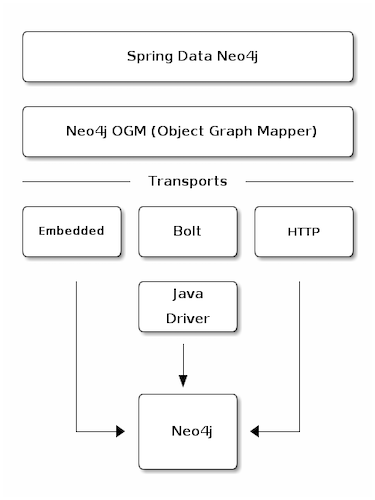 Spring Data Neo4j
Neo4j OGM (Object Graph Mapper)
Transports
Embedded
Bolt
HTTP
Java
Driver
Neo4j